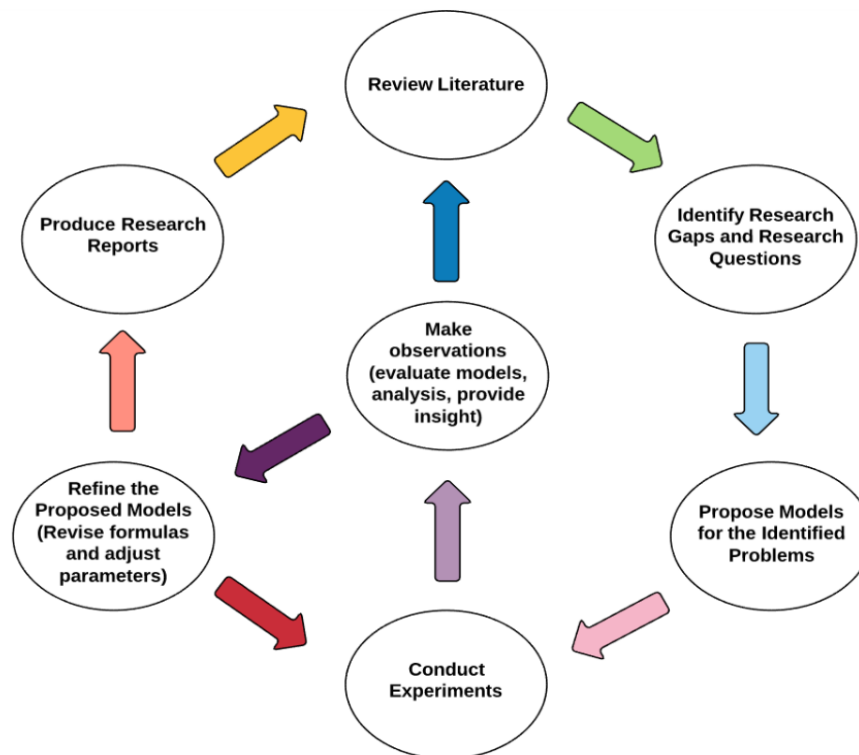 Review Literature
Produce Research
Reports
Identify Research
Gaps and Research
Questions
Make
observations
(evaluate models,
analysis, provide
insight)
Refine the
Proposed Models
(Revise formulas
and adjust
parameters)
Propose Models
for the Identified
Problems
Conduct
Experiments